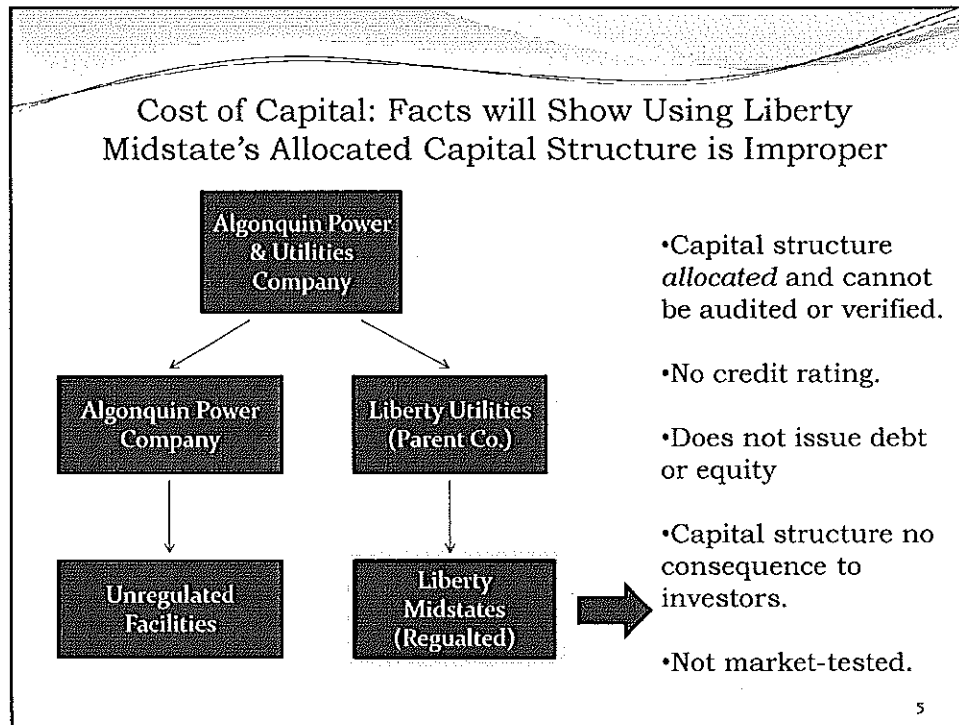 Cost of Capital: Facts will Show Using Liberty
Midstate's Allocated Capital Structure is Improper
Algonquin Power
& Utilities
Company
Algonquin Power
Company
Liberty Utilities
(Parent Co.)
Unregulated
Facilities
Liberty
Midstates
(Regualted)
•Capital structure
allocated and cannot
be audited or verified.
•No credit rating.
•Does not issue debt
or equity
•Capital structure no
consequence to
investors.
•Not market-tested.
5